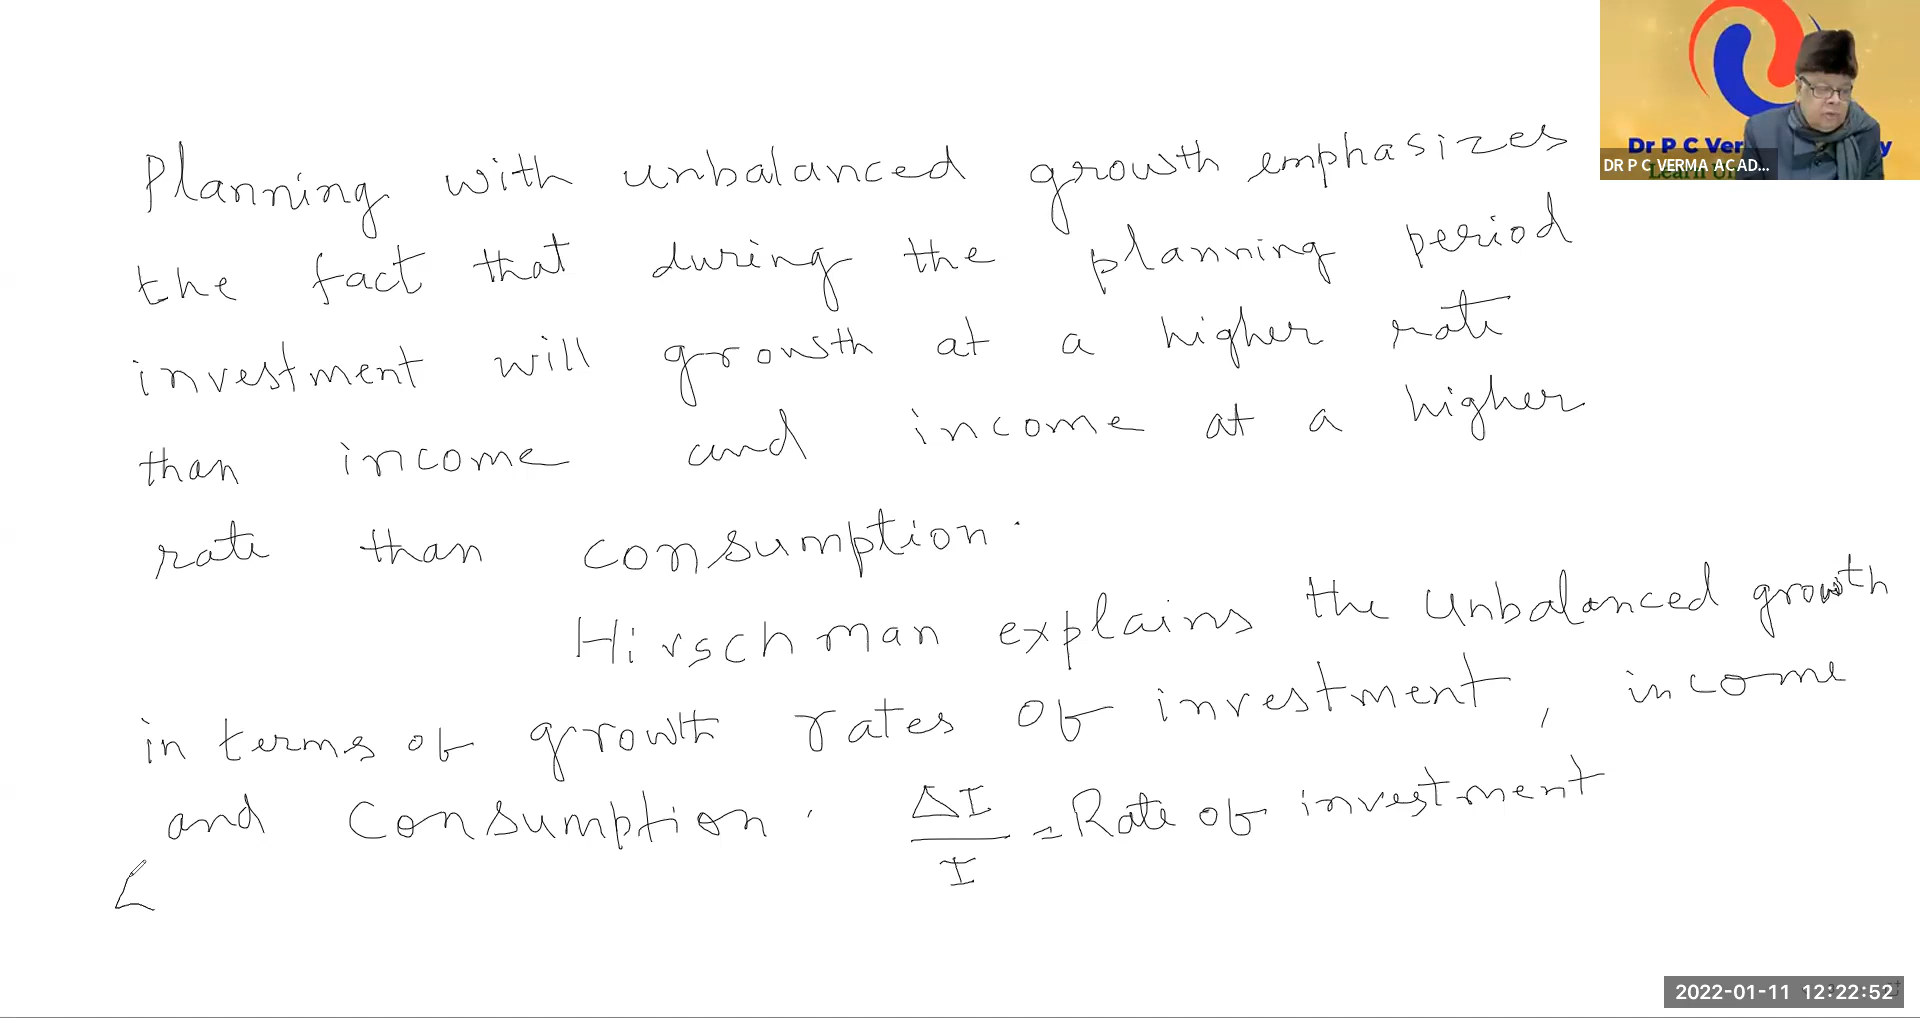 Planning with unbalanced growth emphasizes
the fact that during the planning period
investment will growth at a higher rate
than income and income at a higher
rate than consumption.
Hirschman explains the unbalanced growth
in terms of growth rates of investment, income
and consumption. ΔI/I = Rate of investment
Dr P C Ver y
DR P C VERMA ACAD...
2022-01-11 12:22:52